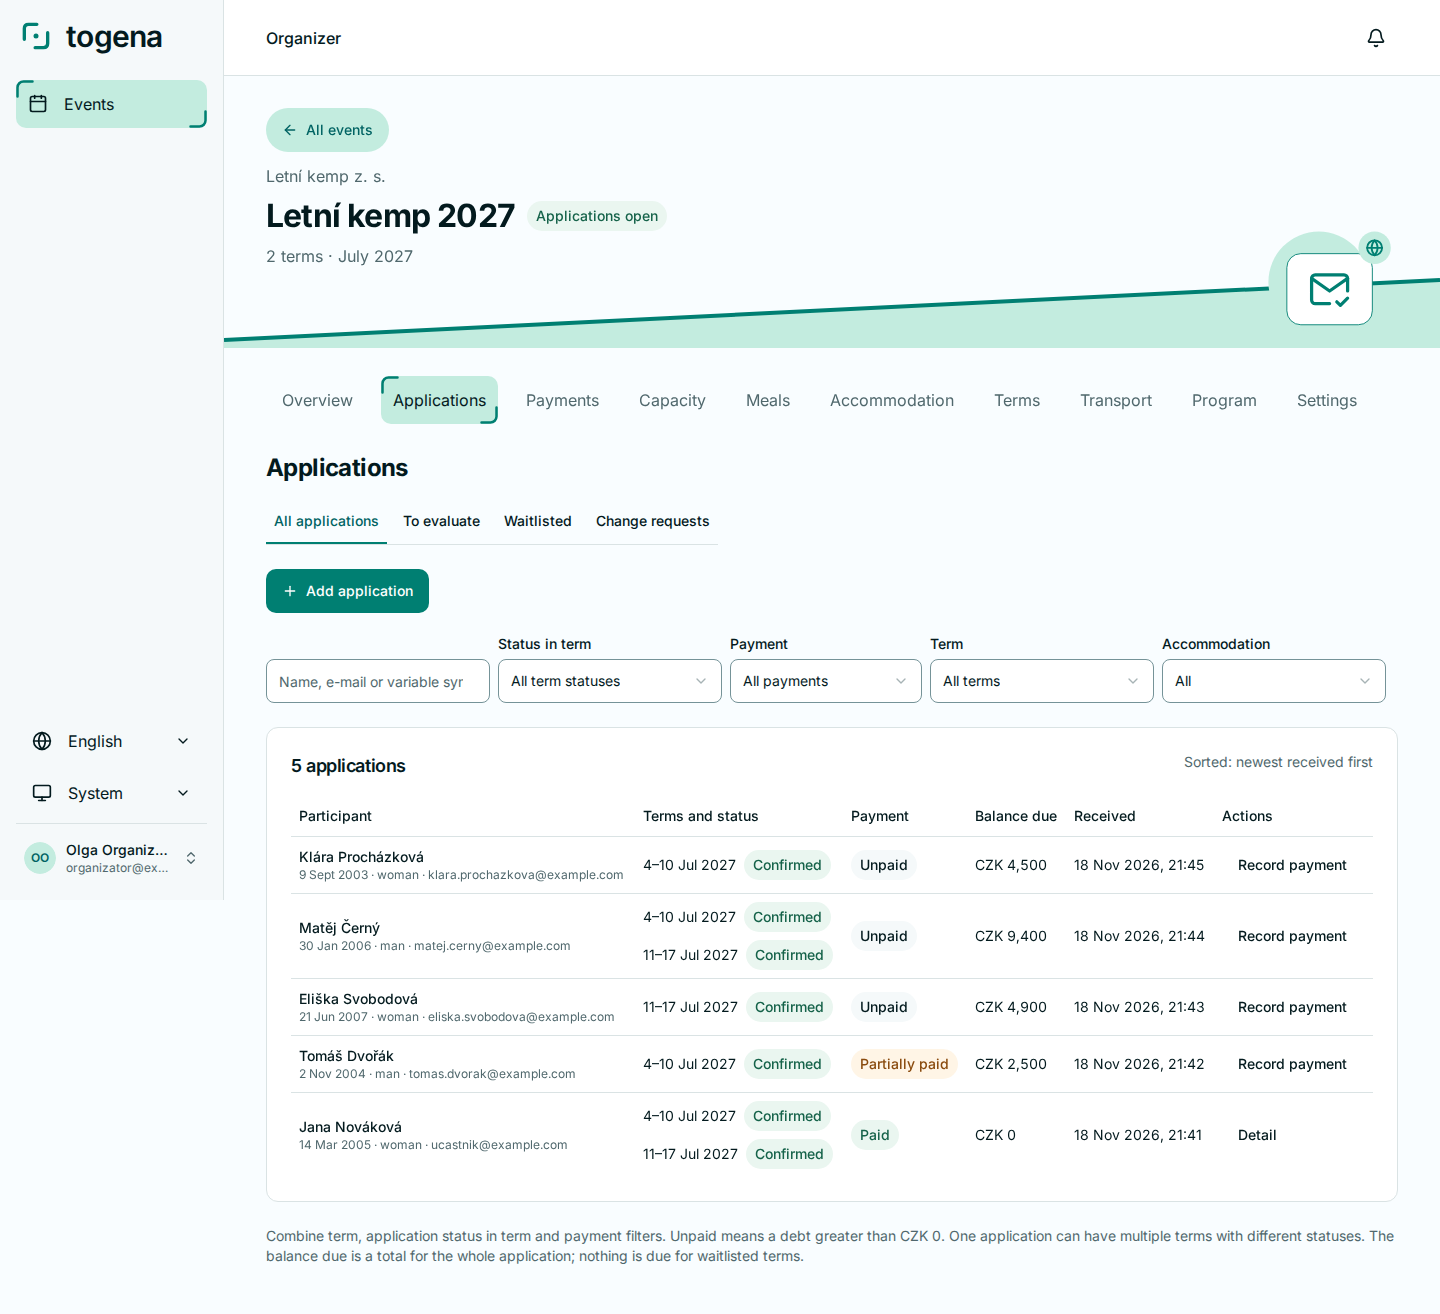 togena
Organizer
Events
All events
Letní kemp z. s.
Letní kemp 2027
Applications open
2 terms · July 2027
Overview
Applications
Payments
Capacity
Meals
Accommodation
Terms
Transport
Program
Settings
Applications
All applications
To evaluate
Waitlisted
Change requests
Add application
Status in term
Payment
Term
Accommodation
Name, e-mail or variable syr
All term statuses
All payments
All terms
All
5 applications
Sorted: newest received first
Participant
Terms and status
Payment
Balance due
Received
Actions
Klára Procházková
9 Sept 2003 · woman · klara.prochazkova@example.com
4–10 Jul 2027
Confirmed
Unpaid
CZK 4,500
18 Nov 2026, 21:45
Record payment
Matěj Černý
30 Jan 2006 · man · matej.cerny@example.com
4–10 Jul 2027
Confirmed
11–17 Jul 2027
Confirmed
Unpaid
CZK 9,400
18 Nov 2026, 21:44
Record payment
Eliška Svobodová
21 Jun 2007 · woman · eliska.svobodova@example.com
11–17 Jul 2027
Confirmed
Unpaid
CZK 4,900
18 Nov 2026, 21:43
Record payment
Tomáš Dvořák
2 Nov 2004 · man · tomas.dvorak@example.com
4–10 Jul 2027
Confirmed
Partially paid
CZK 2,500
18 Nov 2026, 21:42
Record payment
Jana Nováková
14 Mar 2005 · woman · ucastnik@example.com
4–10 Jul 2027
Confirmed
11–17 Jul 2027
Confirmed
Paid
CZK 0
18 Nov 2026, 21:41
Detail
Combine term, application status in term and payment filters. Unpaid means a debt greater than CZK 0. One application can have multiple terms with different statuses. The
balance due is a total for the whole application; nothing is due for waitlisted terms.
English
System
OO
Olga Organiz...
organizator@ex...